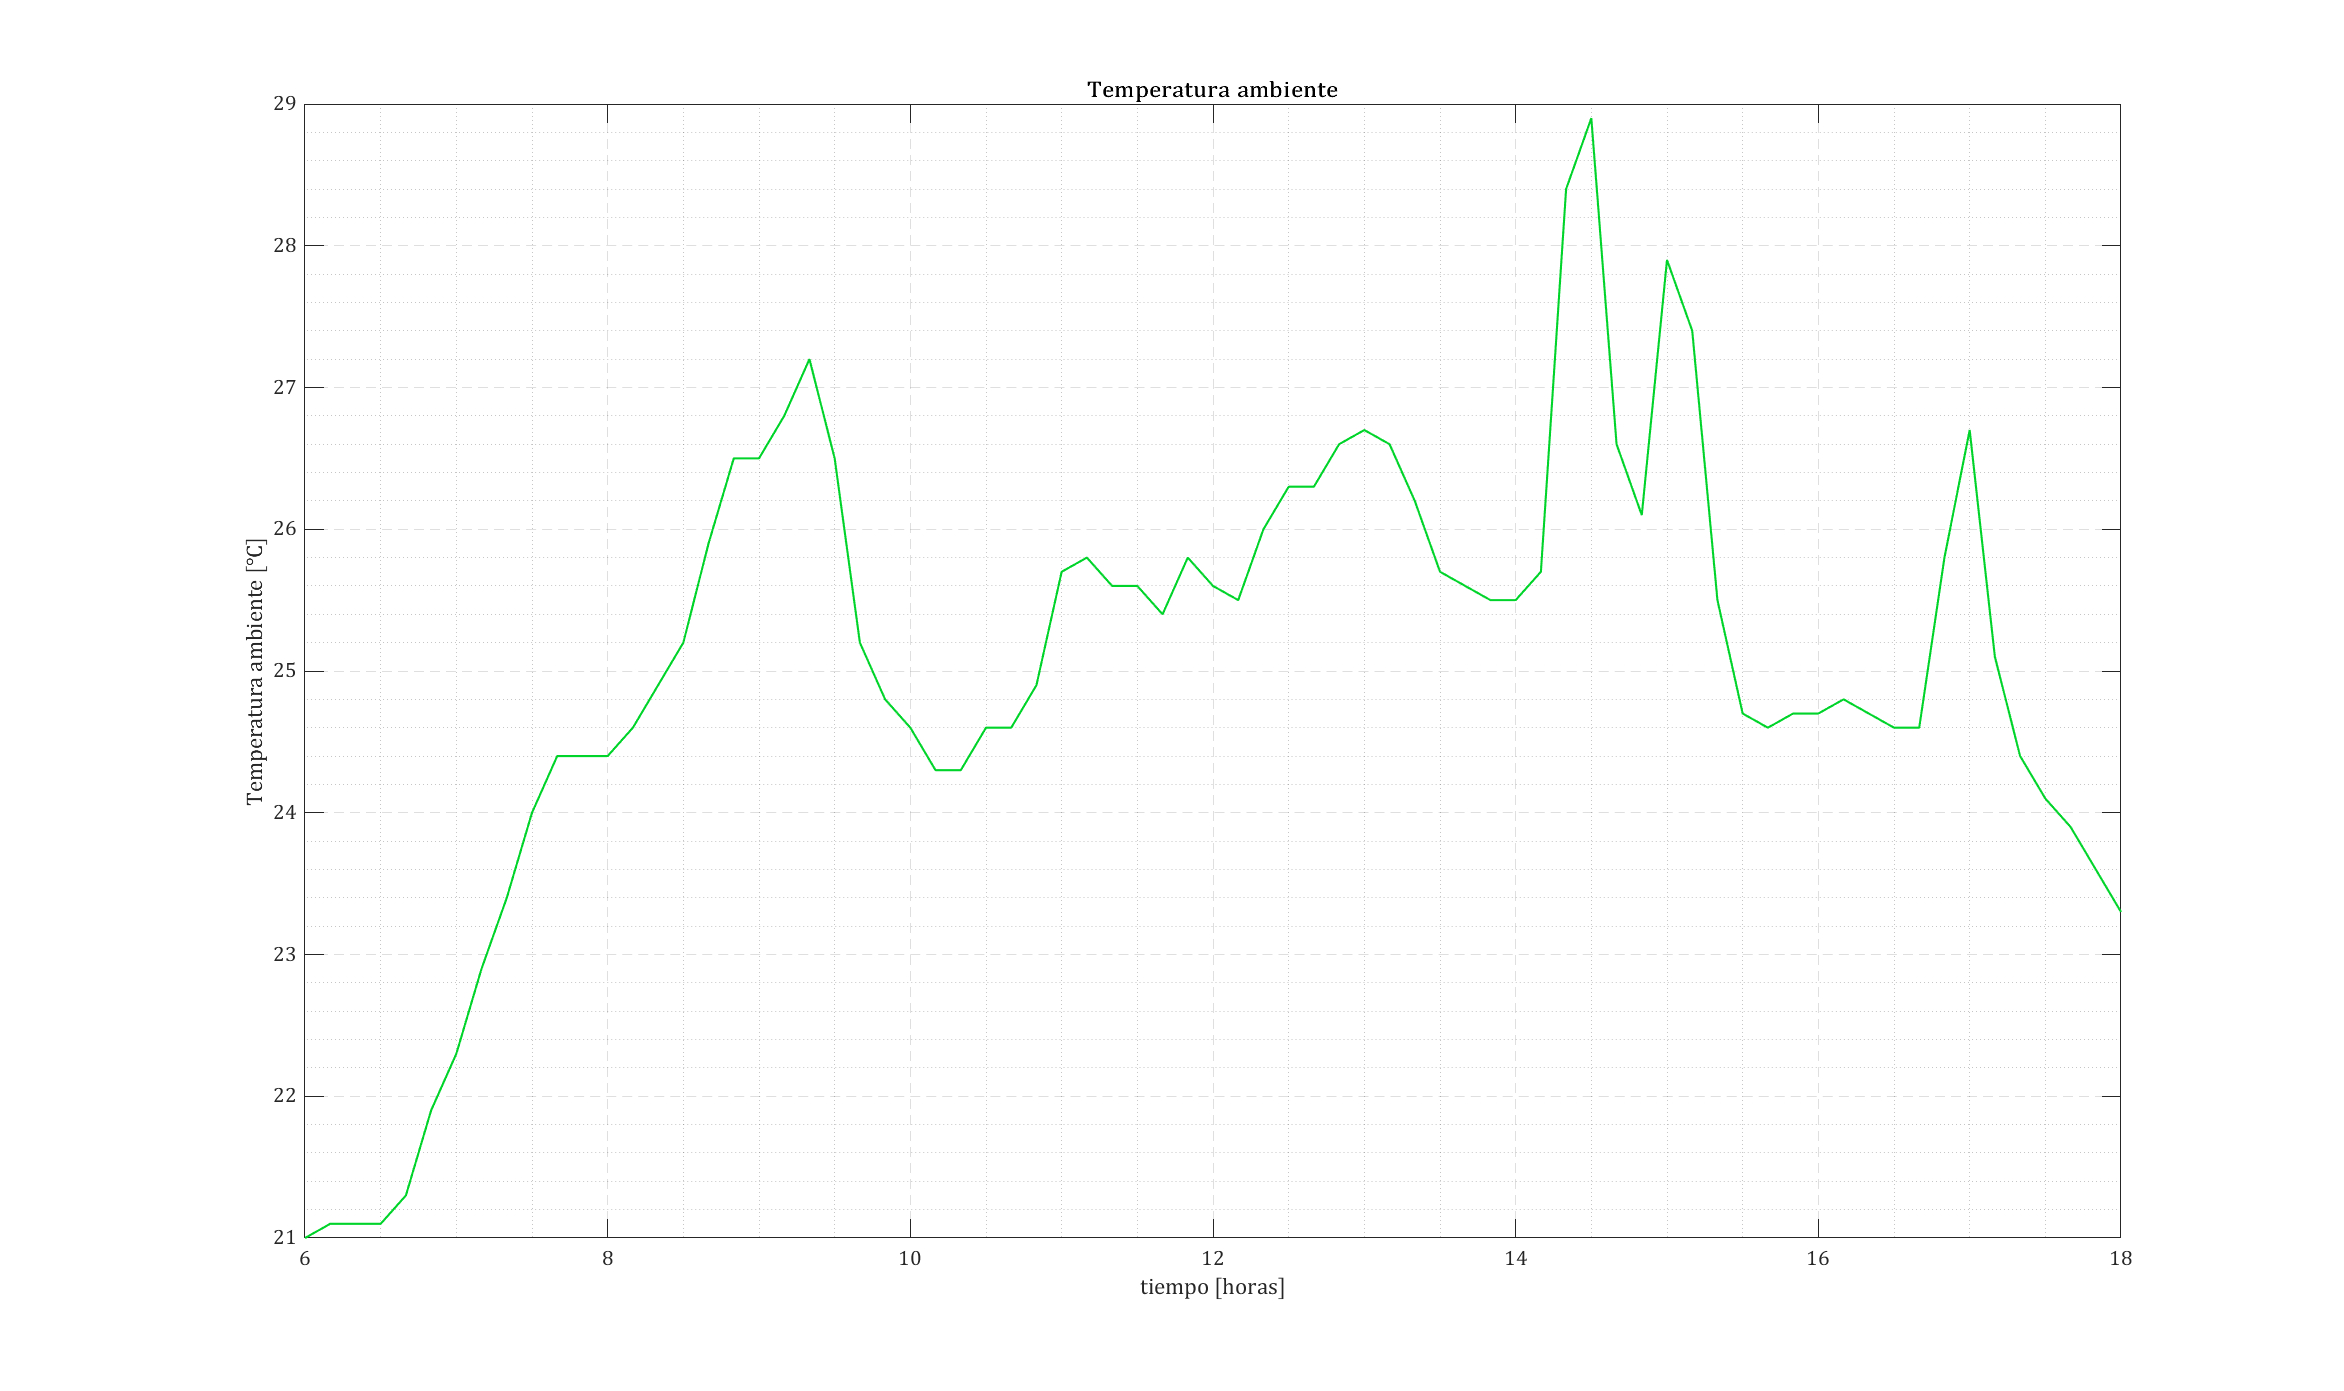 Temperatura ambiente
29
28
27
26
25
24
23
22
21
Temperatura ambiente [°C]
6 8 10 12 14 16 18
tiempo [horas]